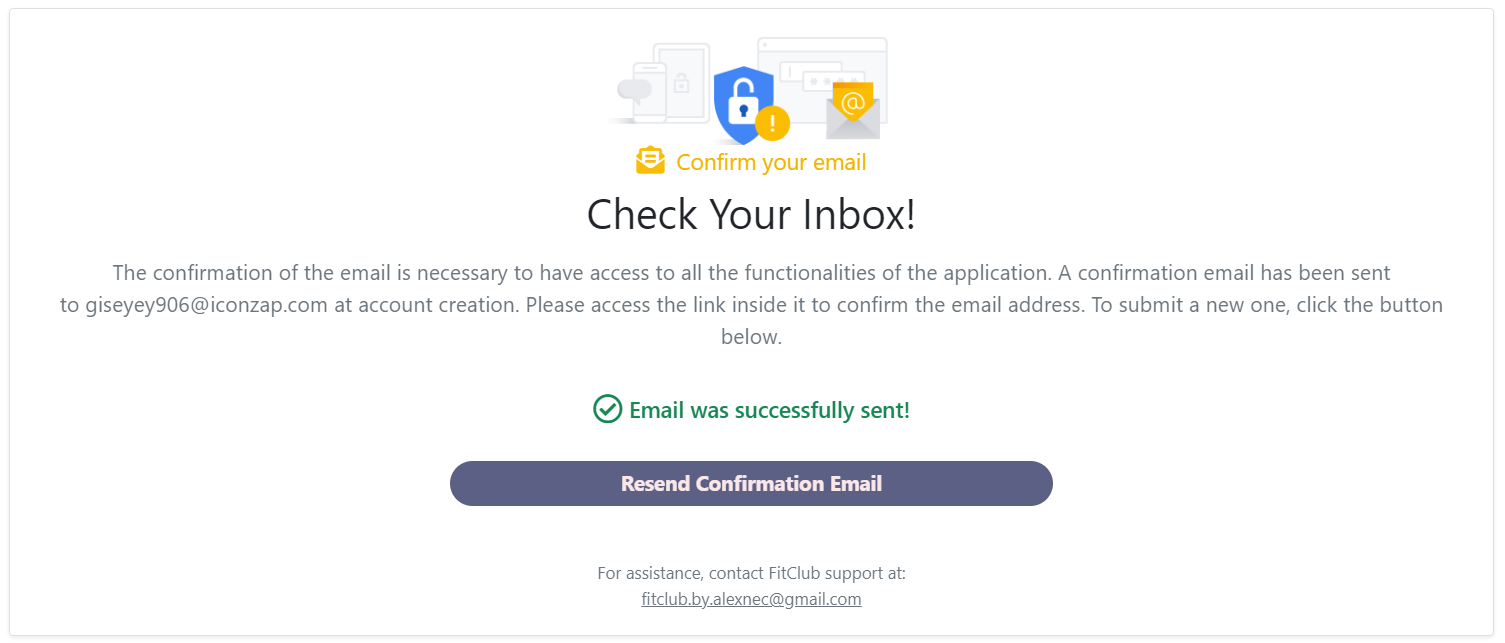 Confirm your email
Check Your Inbox!
The confirmation of the email is necessary to have access to all the functionalities of the application. A confirmation email has been sent
to giseyey906@iconzap.com at account creation. Please access the link inside it to confirm the email address. To submit a new one, click the button
below.
Email was successfully sent!
Resend Confirmation Email
For assistance, contact FitClub support at:
fitclub.by.alexnec@gmail.com